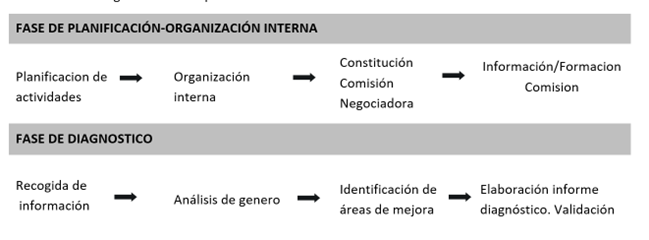 FASE DE PLANIFICACIÓN-ORGANIZACIÓN INTERNA
Planificacion de
actividades
Organización
interna
Constitución
Comisión
Negociadora
Información/Formacion
Comision
FASE DE DIAGNOSTICO
Recogida de
información
Análisis de genero
Identificación de
áreas de mejora
Elaboración informe
diagnóstico. Validación